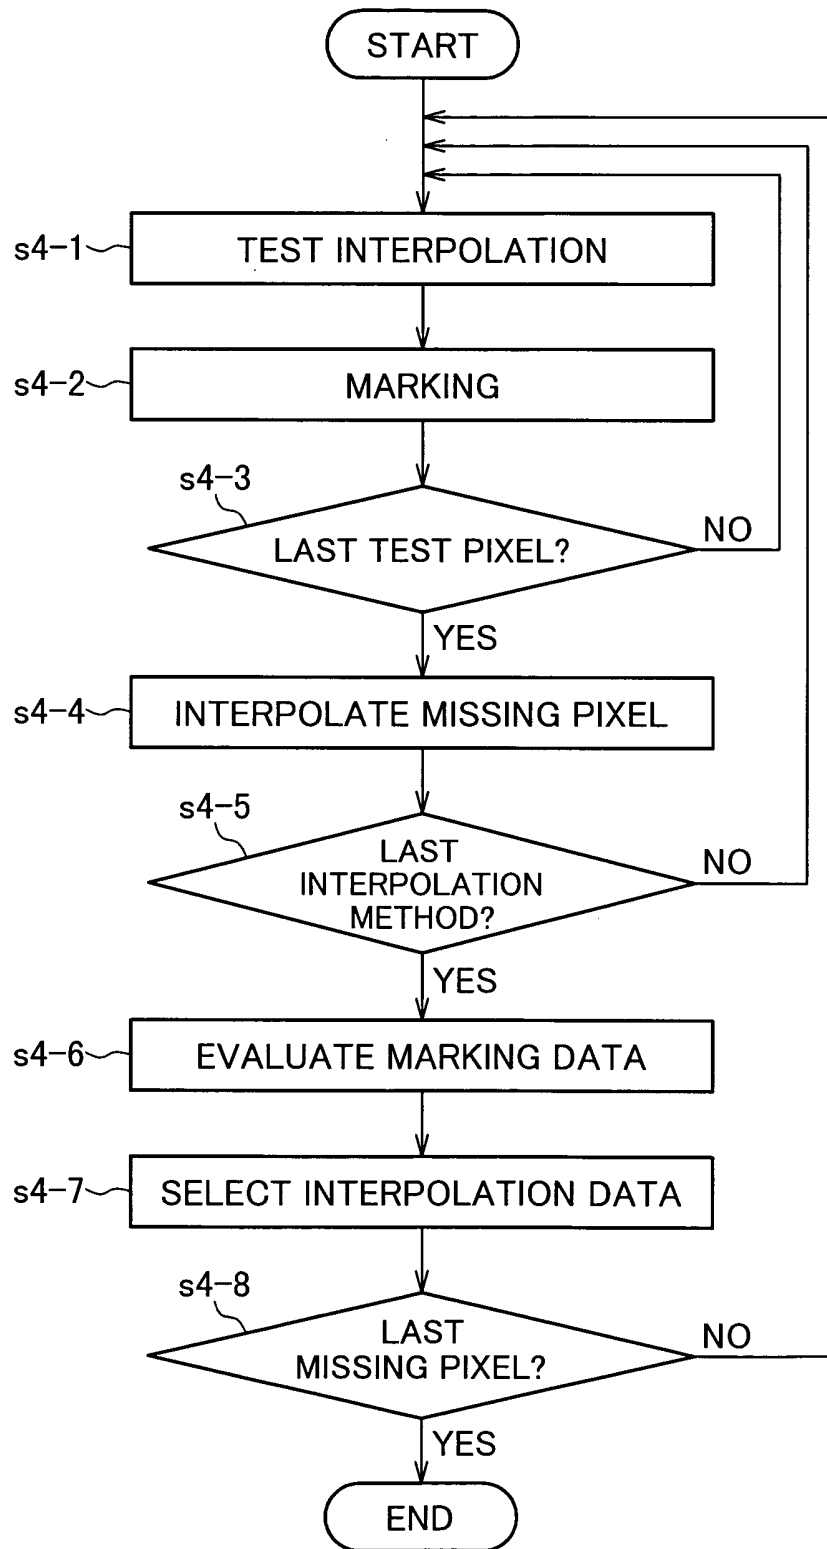 START
s4-1
TEST INTERPOLATION
s4-2
MARKING
s4-3
LAST TEST PIXEL?
NO
YES
s4-4
INTERPOLATE MISSING PIXEL
s4-5
LAST
INTERPOLATION
METHOD?
NO
YES
s4-6
EVALUATE MARKING DATA
s4-7
SELECT INTERPOLATION DATA
s4-8
LAST
MISSING PIXEL?
NO
YES
END